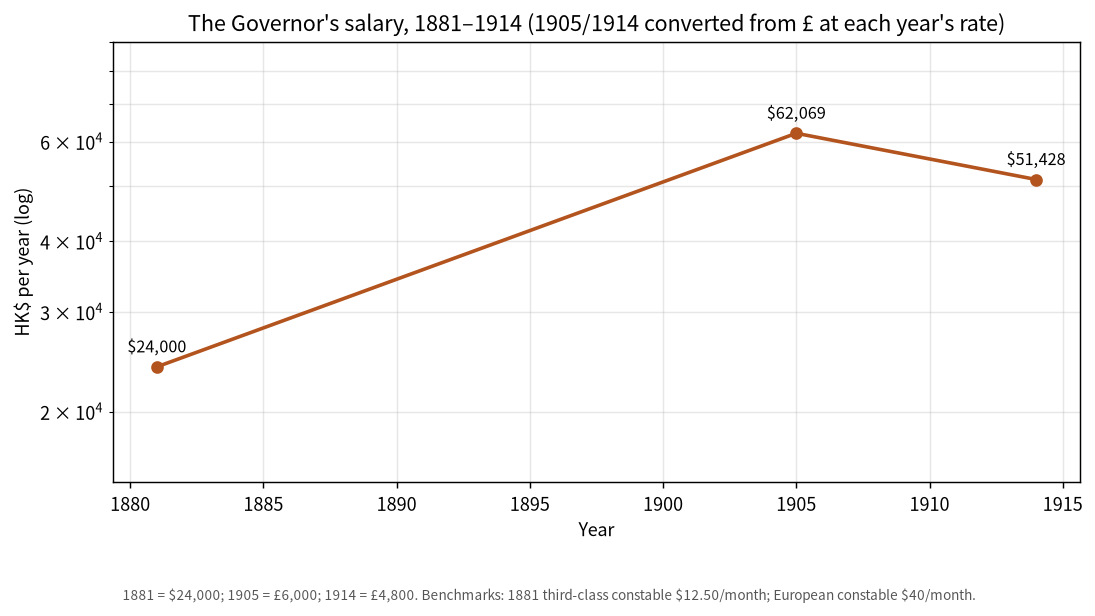 The Governor's salary, 1881–1914 (1905/1914 converted from £ at each year's rate)
HK$ per year (log)
6 × 10⁴
4 × 10⁴
3 × 10⁴
2 × 10⁴
$24,000
$62,069
$51,428
1880 1885 1890 1895 1900 1905 1910 1915
Year
1881 = $24,000; 1905 = £6,000; 1914 = £4,800. Benchmarks: 1881 third-class constable $12.50/month; European constable $40/month.